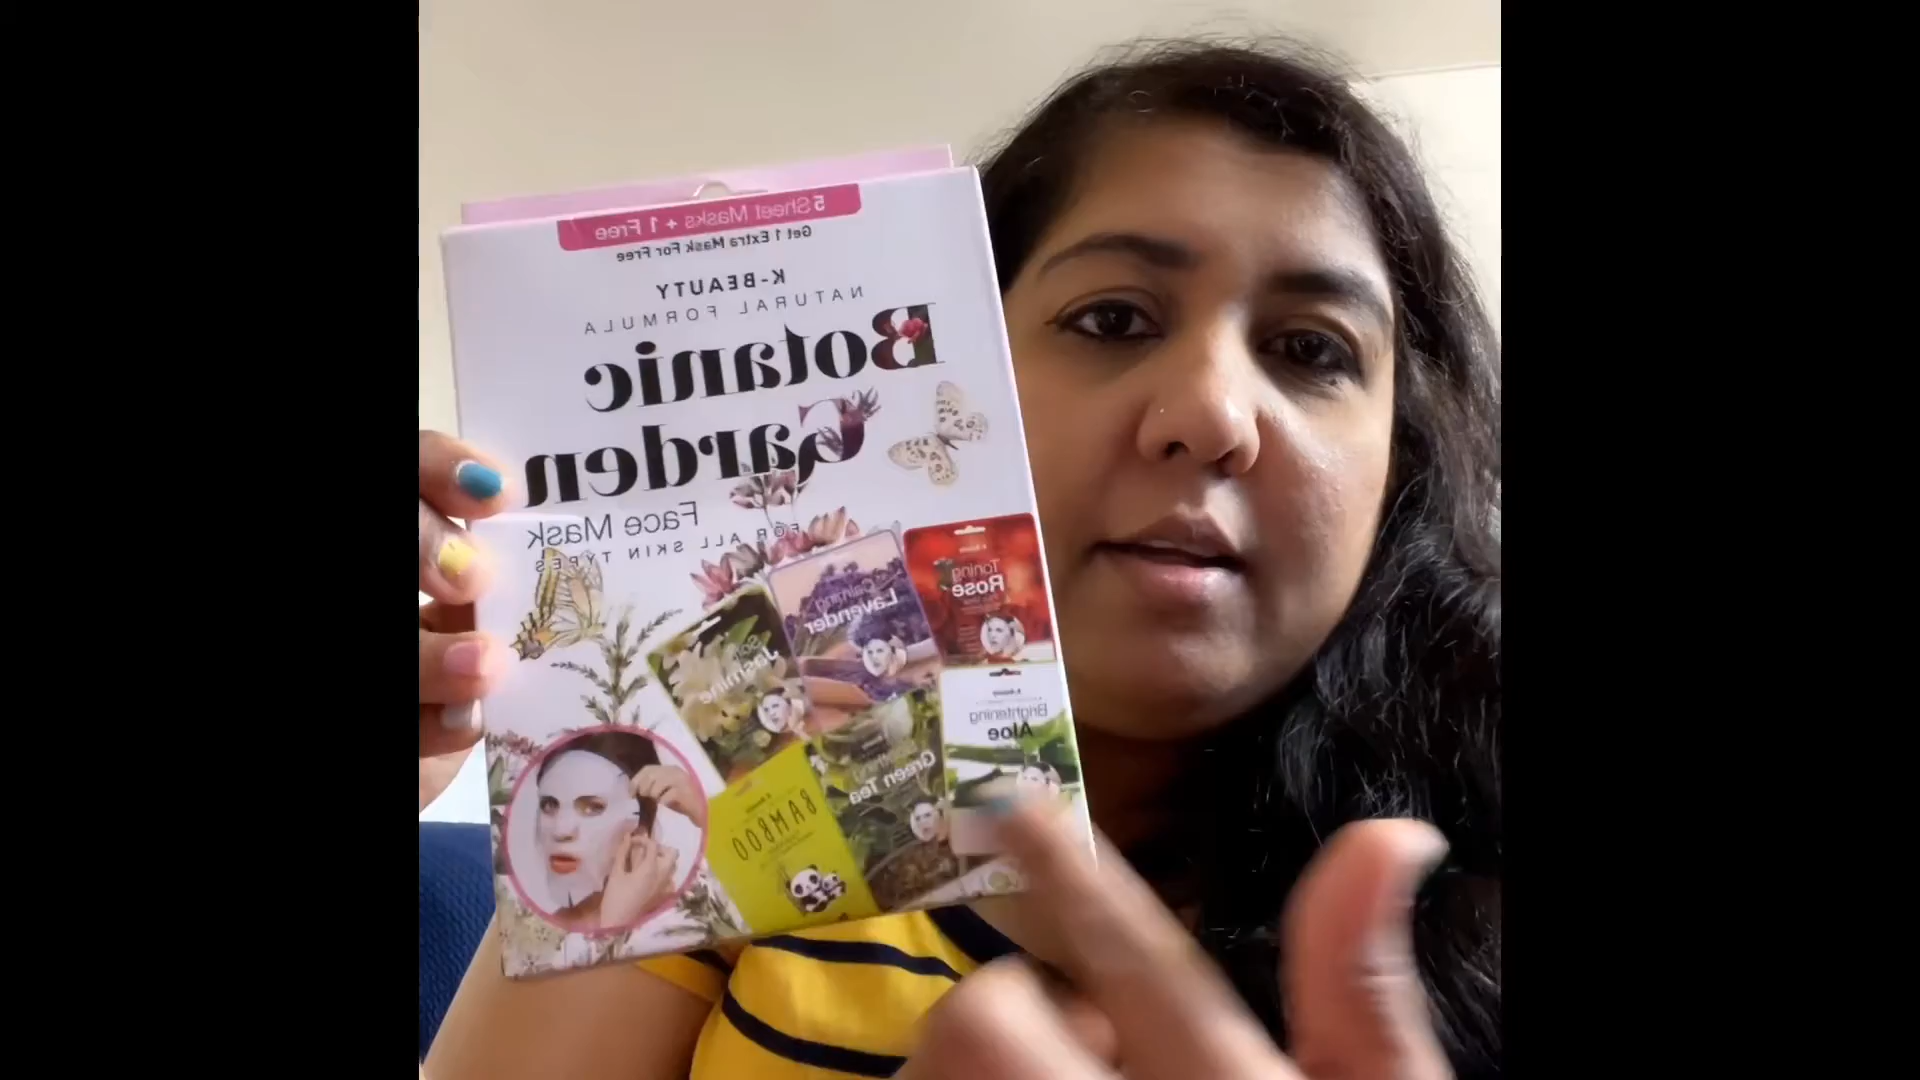 5 Sheet Masks + 1 Free
Get 1 Extra Mask For Free
K-BEAUTY
NATURAL FORMULA
Botanic
Garden
Face Mask
FOR ALL SKIN TYPES
Toning
Rose
Calming
Lavender
Jasmine
Brightening
Aloe
Green Tea
BAMBOO